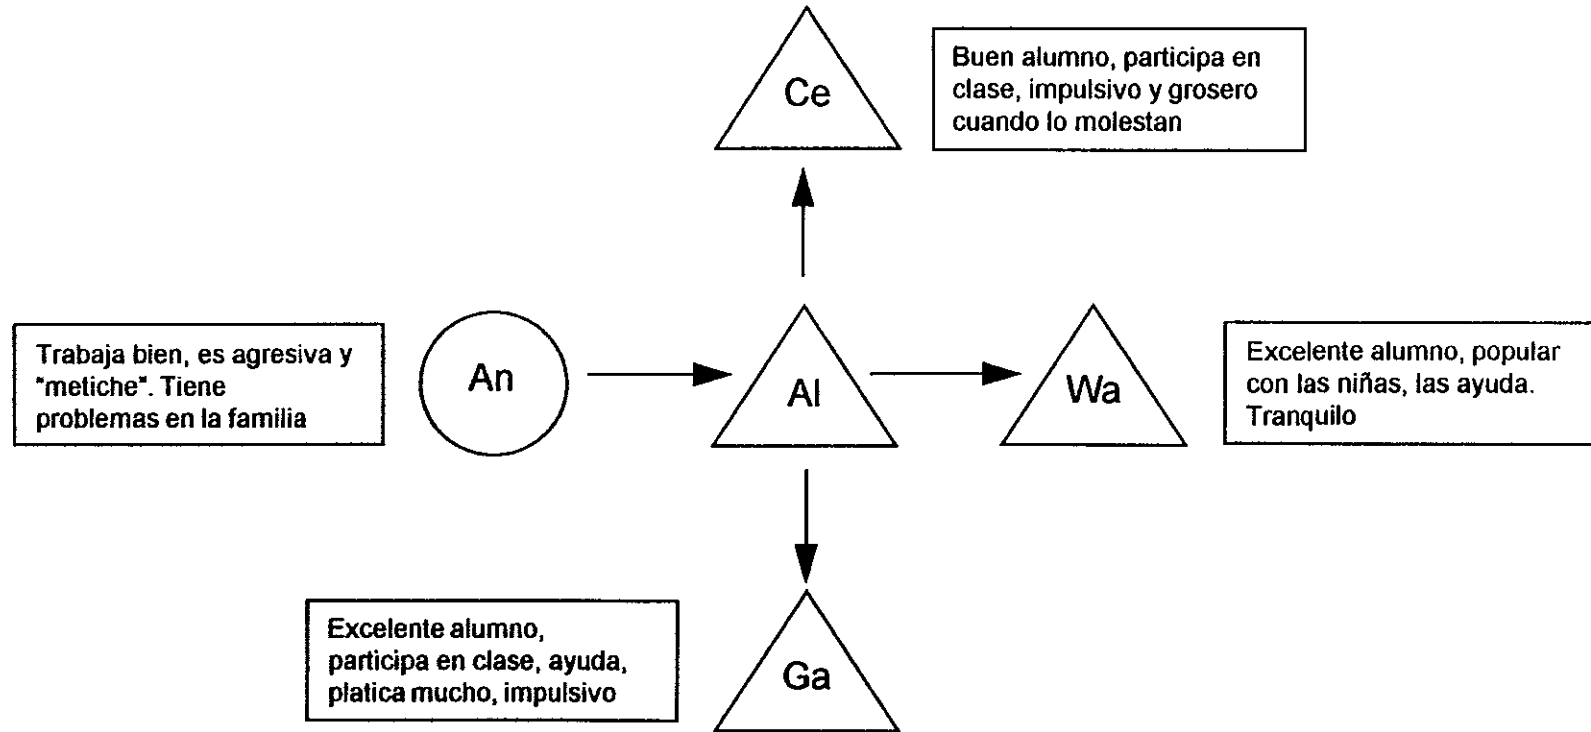 Ce
Buen alumno, participa en
clase, impulsivo y grosero
cuando lo molestan
Trabaja bien, es agresiva y
"metiche". Tiene
problemas en la familia
An
Al
Wa
Excelente alumno, popular
con las niñas, las ayuda.
Tranquilo
Excelente alumno,
participa en clase, ayuda,
platica mucho, impulsivo
Ga